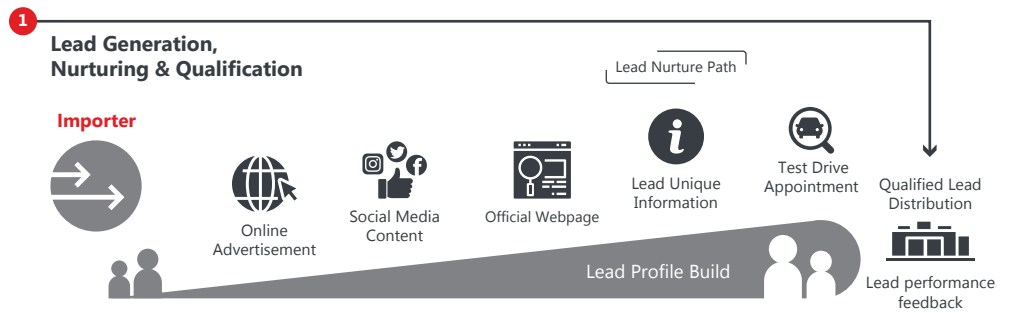 1
Lead Generation,
Nurturing & Qualification
Lead Nurture Path
Importer
Online
Advertisement
Social Media
Content
Official Webpage
Lead Unique
Information
Test Drive
Appointment
Qualified Lead
Distribution
Lead Profile Build
Lead performance
feedback